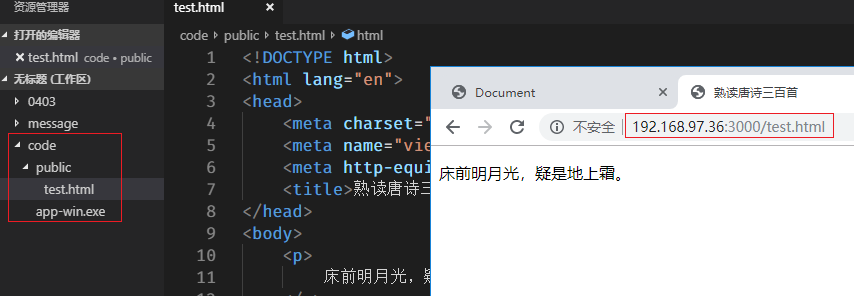 资源管理器
打开的编辑器
test.html code • public
无标题 (工作区)
0403
message
code
public
test.html
app-win.exe
test.html
code › public › test.html › html
1 <!DOCTYPE html>
2 <html lang="en">
3 <head>
4 <meta charset="
5 <meta name="vie
6 <meta http-equi
7 <title>熟读唐诗三
8 </head>
9 <body>
10 <p>
11 床前明月光,疑
Document
熟读唐诗三百首
不安全 | 192.168.97.36:3000/test.html
床前明月光，疑是地上霜。